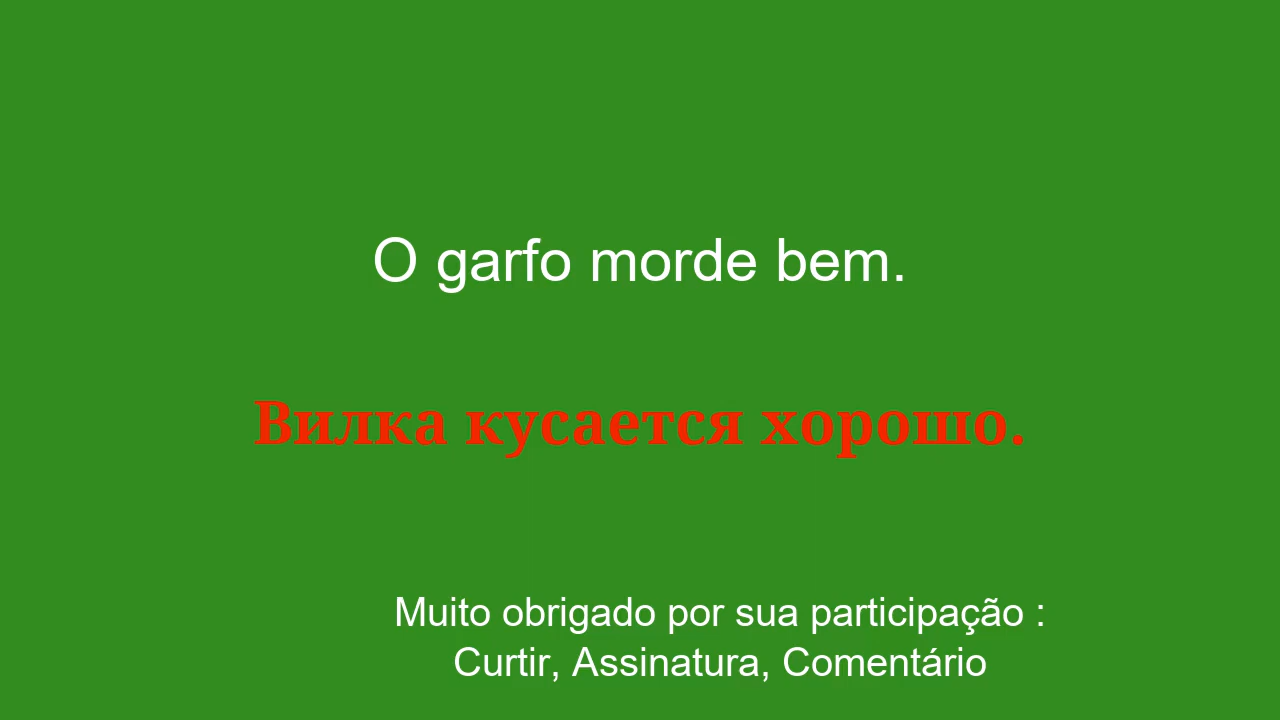 O garfo morde bem.
Вилка кусается хорошо.
Muito obrigado por sua participação :
Curtir, Assinatura, Comentário